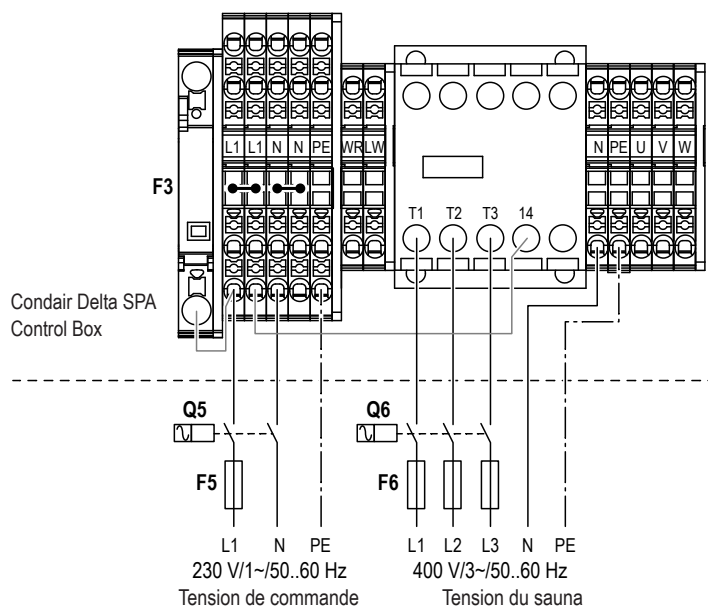 L1 L1 N N PE WR LW N PE U V W
F3
T1 T2 T3 14
Condair Delta SPA
Control Box
Q5 Q6
F5 F6
L1 N PE L1 L2 L3 N PE
230 V/1~/50..60 Hz 400 V/3~/50..60 Hz
Tension de commande Tension du sauna